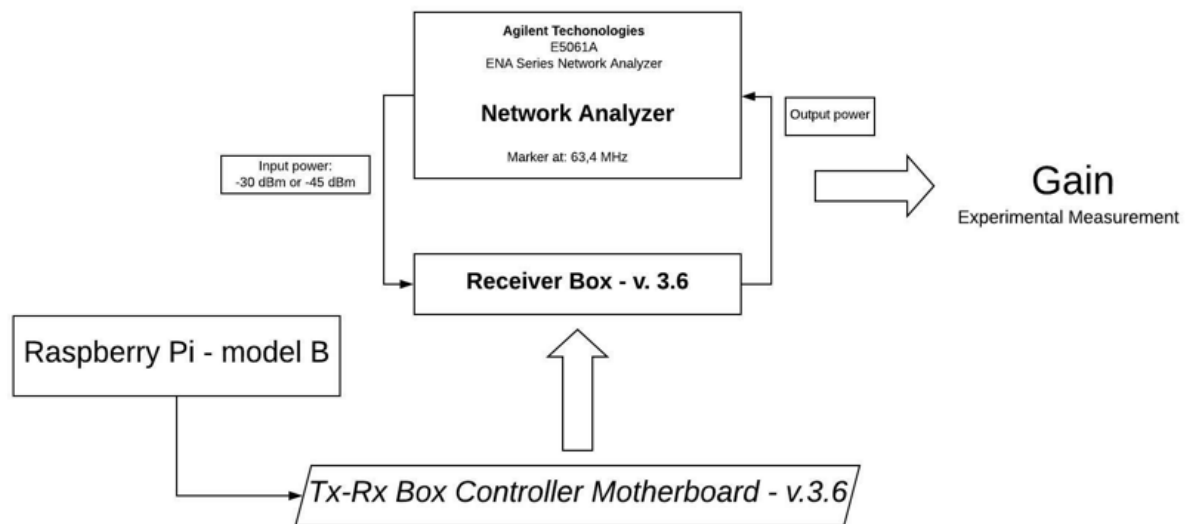 Agilent Techonologies
E5061A
ENA Series Network Analyzer
Network Analyzer
Marker at: 63,4 MHz
Output power
Input power:
-30 dBm or -45 dBm
Gain
Experimental Measurement
Receiver Box - v. 3.6
Raspberry Pi - model B
Tx-Rx Box Controller Motherboard - v.3.6